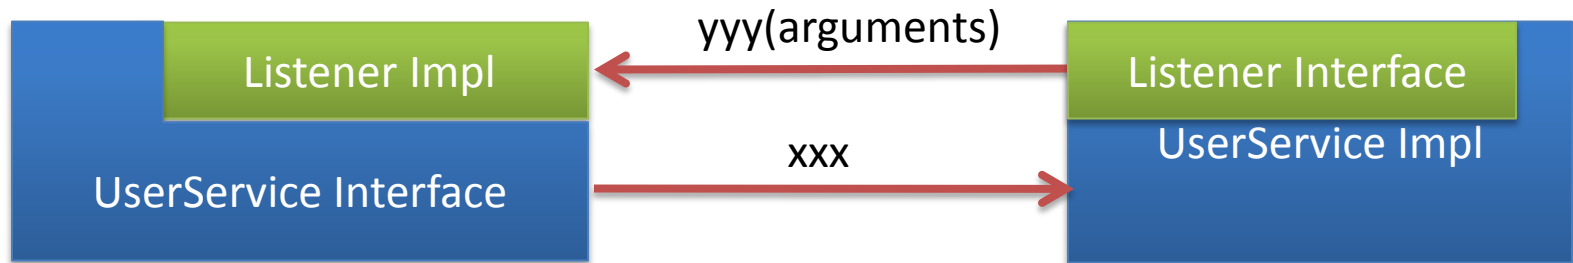 yyy(arguments)
Listener Impl
Listener Interface
UserService Impl
xxx
UserService Interface